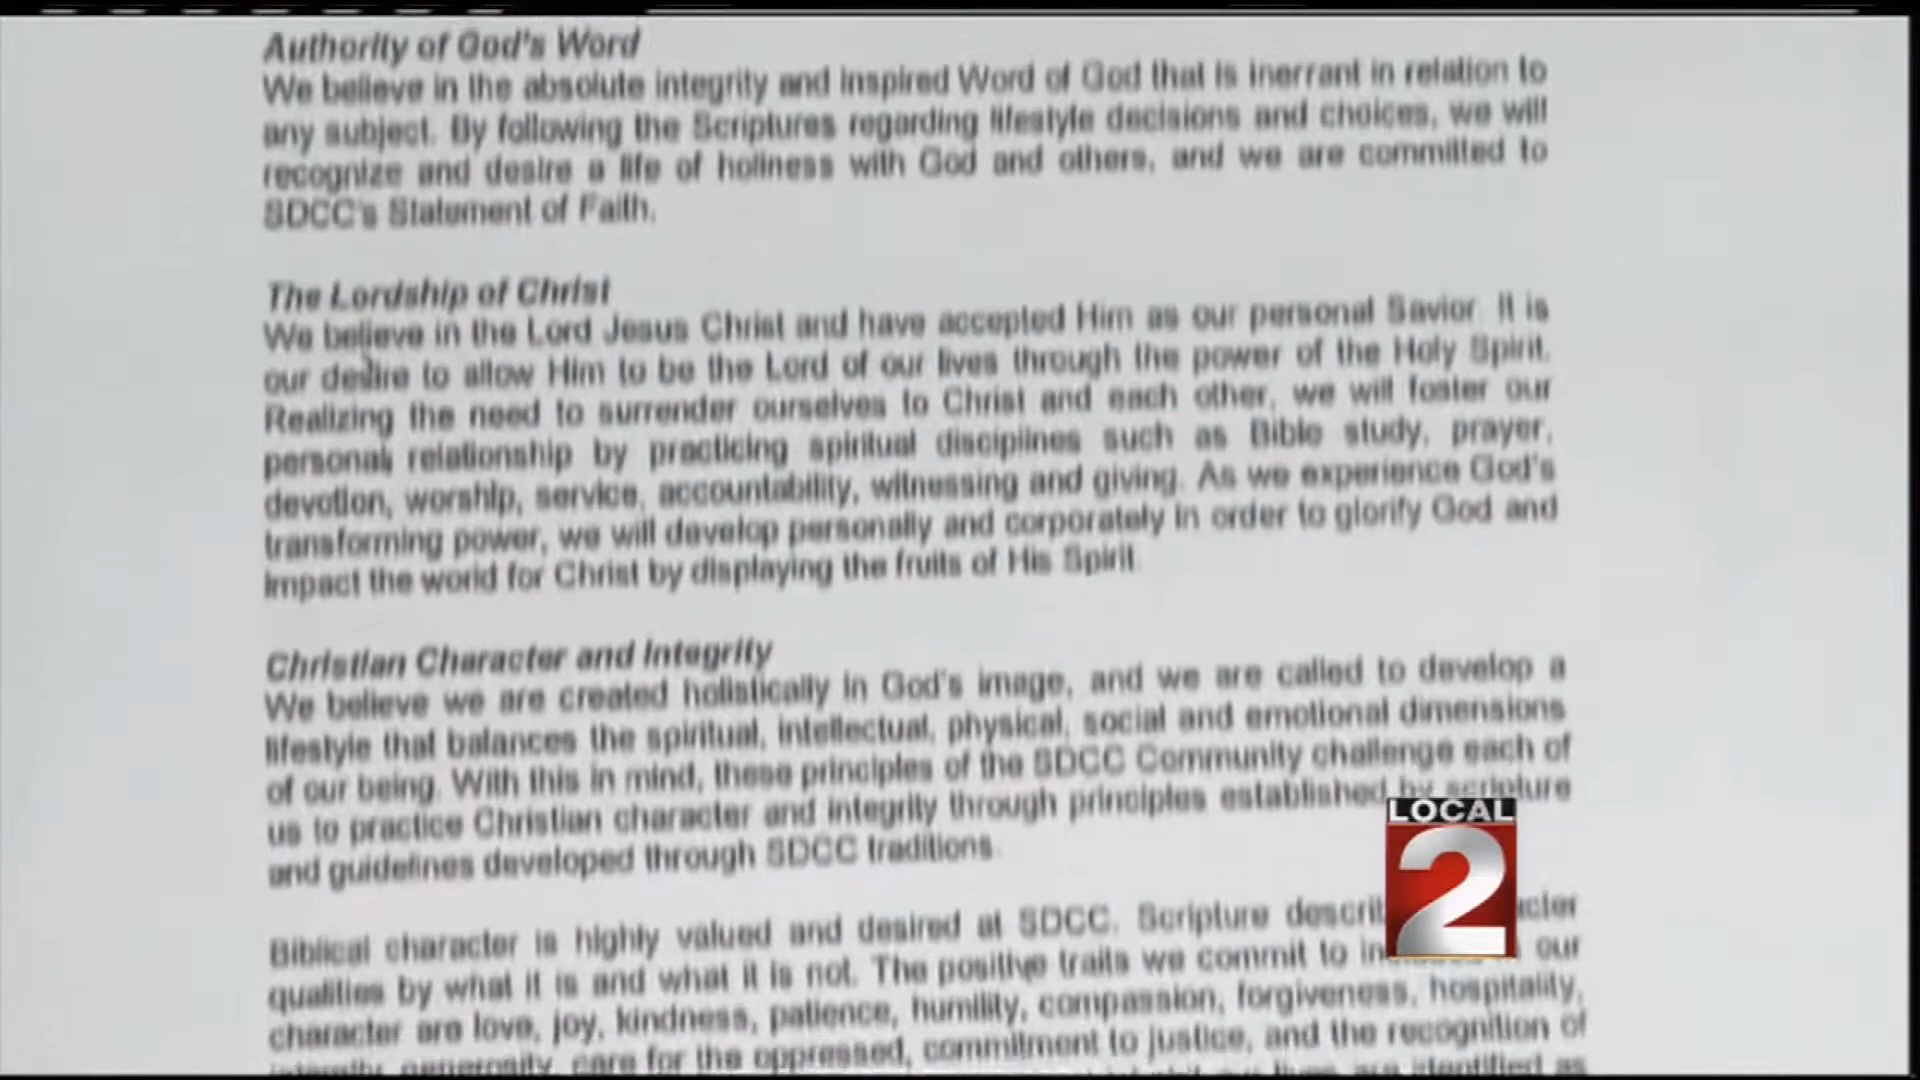 Authority of God's Word
We believe in the absolute integrity and inspired Word of God that is inerrant in relation to
any subject. By following the Scriptures regarding lifestyle decisions and choices, we will
recognize and desire a life of holiness with God and others, and we are committed to
SDCC's Statement of Faith.
The Lordship of Christ
We believe in the Lord Jesus Christ and have accepted Him as our personal Savior. It is
our desire to allow Him to be the Lord of our lives through the power of the Holy Spirit.
Realizing the need to surrender ourselves to Christ and each other, we will foster our
personal relationship by practicing spiritual disciplines such as Bible study, prayer,
devotion, worship, service, accountability, witnessing and giving. As we experience God's
transforming power, we will develop personally and corporately in order to glorify God and
impact the world for Christ by displaying the fruits of His Spirit.
Christian Character and Integrity
We believe we are created holistically in God's image, and we are called to develop a
lifestyle that balances the spiritual, intellectual, physical, social and emotional dimensions
of our being. With this in mind, these principles of the SDCC Community challenge each of
us to practice Christian character and integrity through principles established by scripture
and guidelines developed through SDCC traditions.
LOCAL
2
Biblical character is highly valued and desired at SDCC. Scripture
qualities by what it is and what it is not. The positive traits we commit to our
character are love, joy, kindness, patience, humility, compassion, forgiveness, hospitality,
integrity, generosity, care for the oppressed, commitment to justice, and the recognition of
our lives are identified as